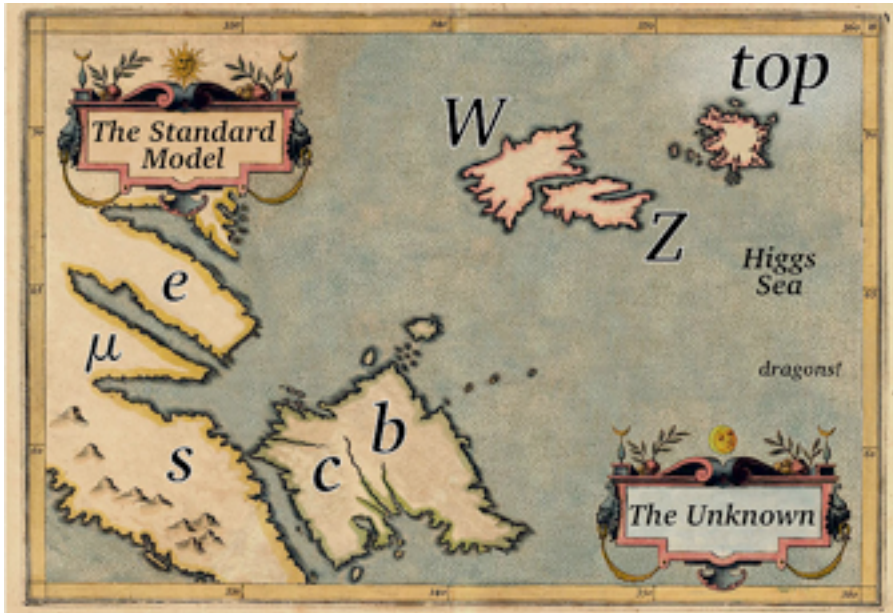 The Standard
Model
W
top
Z
Higgs
Sea
e
μ
dragons!
s
c
b
The Unknown